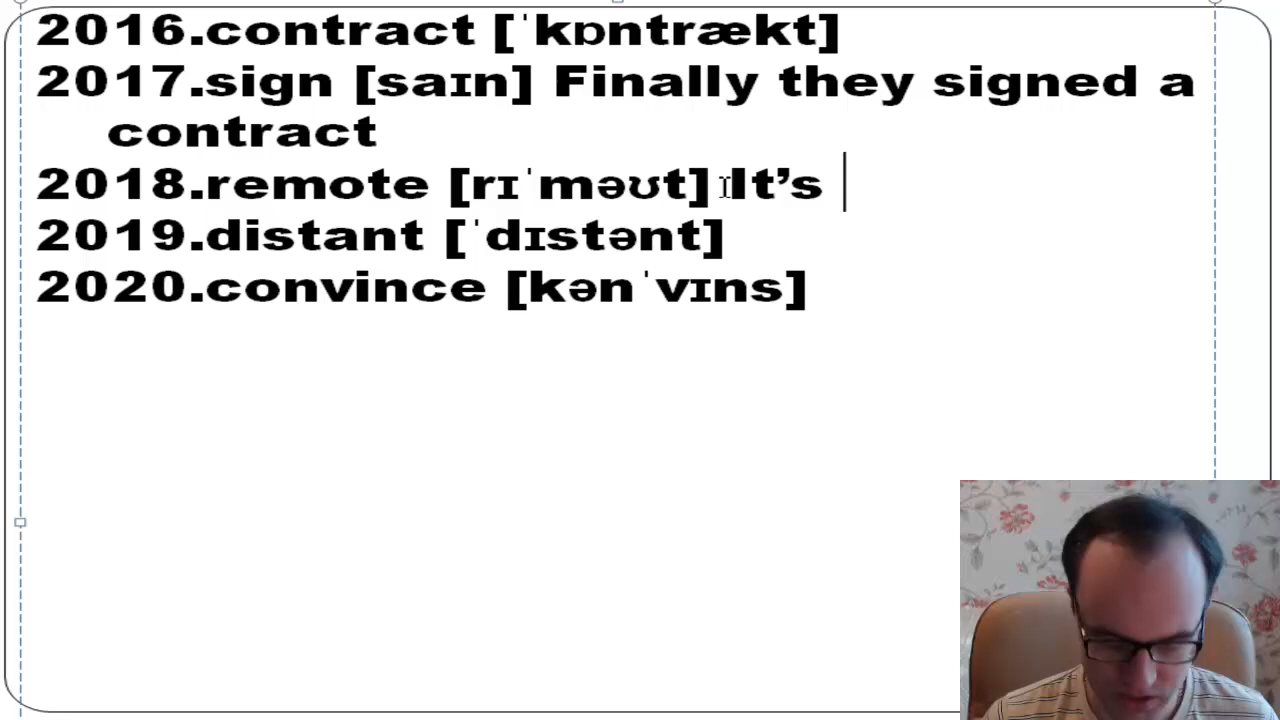 2016.contract [ˈkɒntrækt]
2017.sign [saɪn] Finally they signed a
contract
2018.remote [rɪˈməʊt] It’s
2019.distant [ˈdɪstənt]
2020.convince [kənˈvɪns]